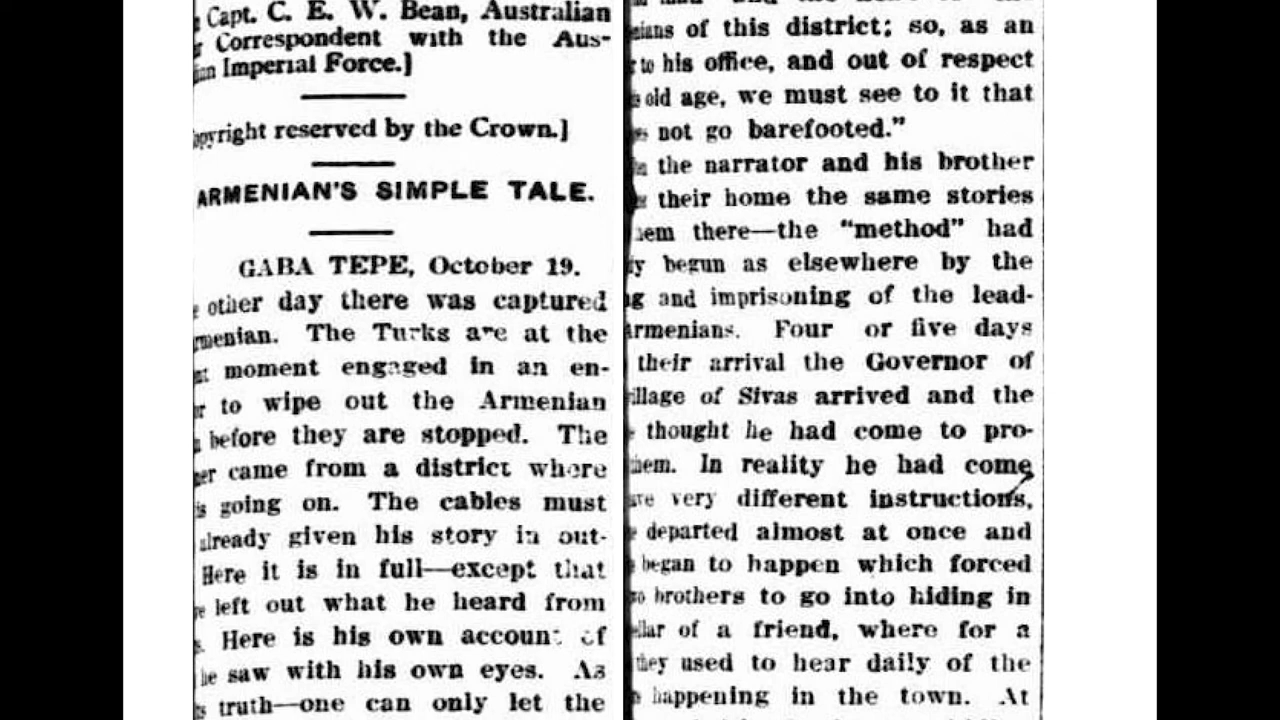 Capt. C. E. W. Bean, Australian
Correspondent with the Aus-
Imperial Force.]
opyright reserved by the Crown.]
ARMENIAN'S SIMPLE TALE.
GABA TEPE, October 19.
other day there was captured
rmenian. The Turks are at the
moment engaged in an en-
to wipe out the Armenian
before they are stopped. The
er came from a district where
going on. The cables must
already given his story in out-
Here it is in full—except that
left out what he heard from
Here is his own account of
he saw with his own eyes. As
truth—one can only let the
nians of this district; so, as an
to his office, and out of respect
old age, we must see to it that
not go barefooted."
the narrator and his brother
their home the same stories
hem there—the "method" had
y begun as elsewhere by the
g and imprisoning of the lead-
Armenians. Four or five days
their arrival the Governor of
illage of Sivas arrived and the
thought he had come to pro-
hem. In reality he had come
very different instructions,
departed almost at once and
began to happen which forced
brothers to go into hiding in
llar of a friend, where for a
they used to hear daily of the
happening in the town. At